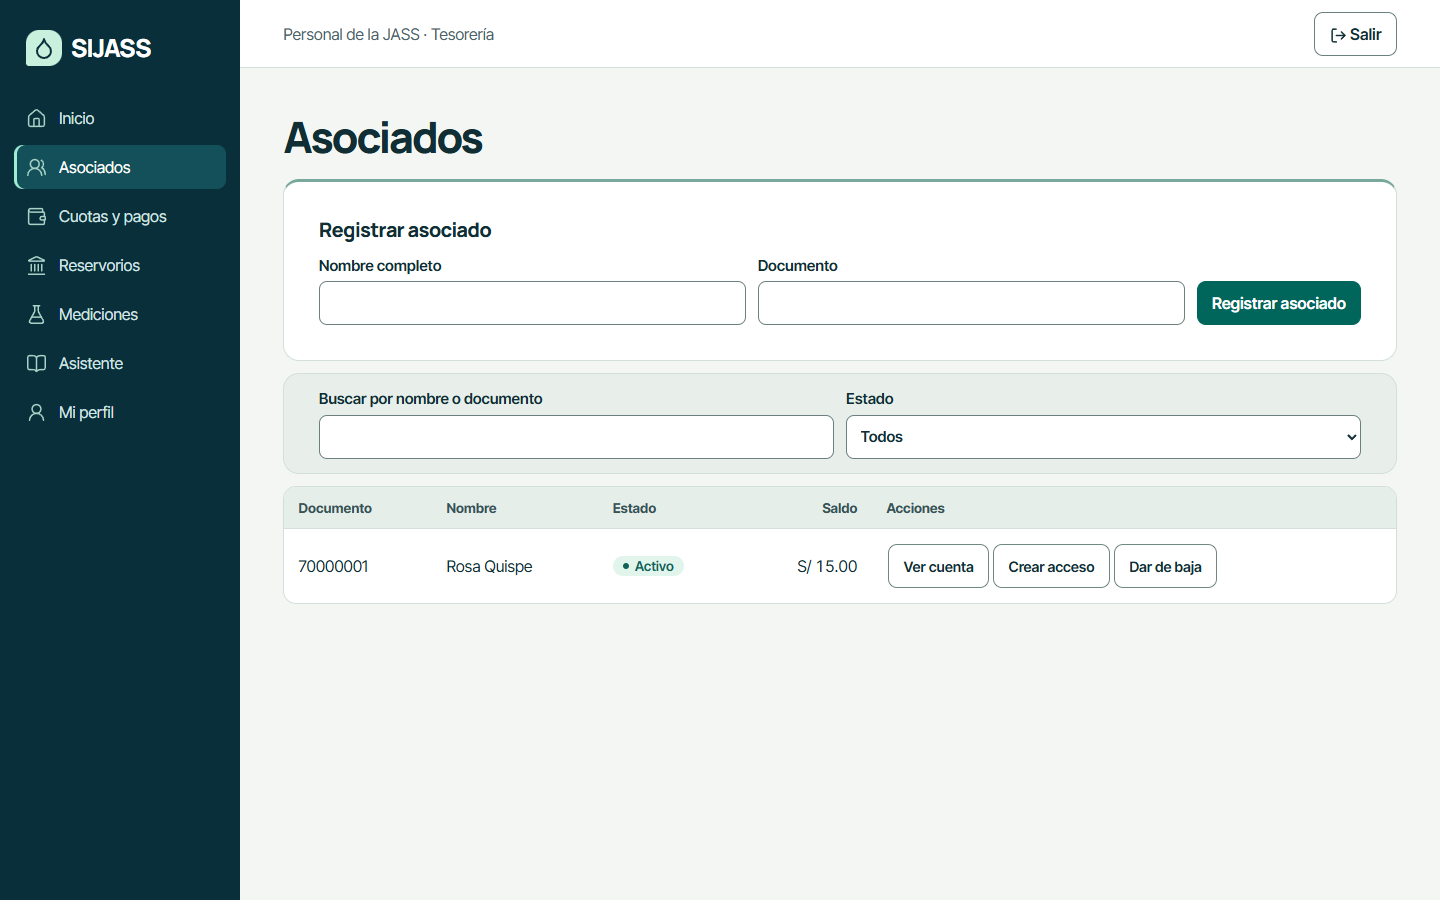 SIJASS
Personal de la JASS · Tesorería
Salir
Inicio
Asociados
Cuotas y pagos
Reservorios
Mediciones
Asistente
Mi perfil
Asociados
Registrar asociado
Nombre completo Documento
Registrar asociado
Buscar por nombre o documento Estado
Todos
Documento Nombre Estado Saldo Acciones
70000001 Rosa Quispe Activo S/ 15.00 Ver cuenta Crear acceso Dar de baja